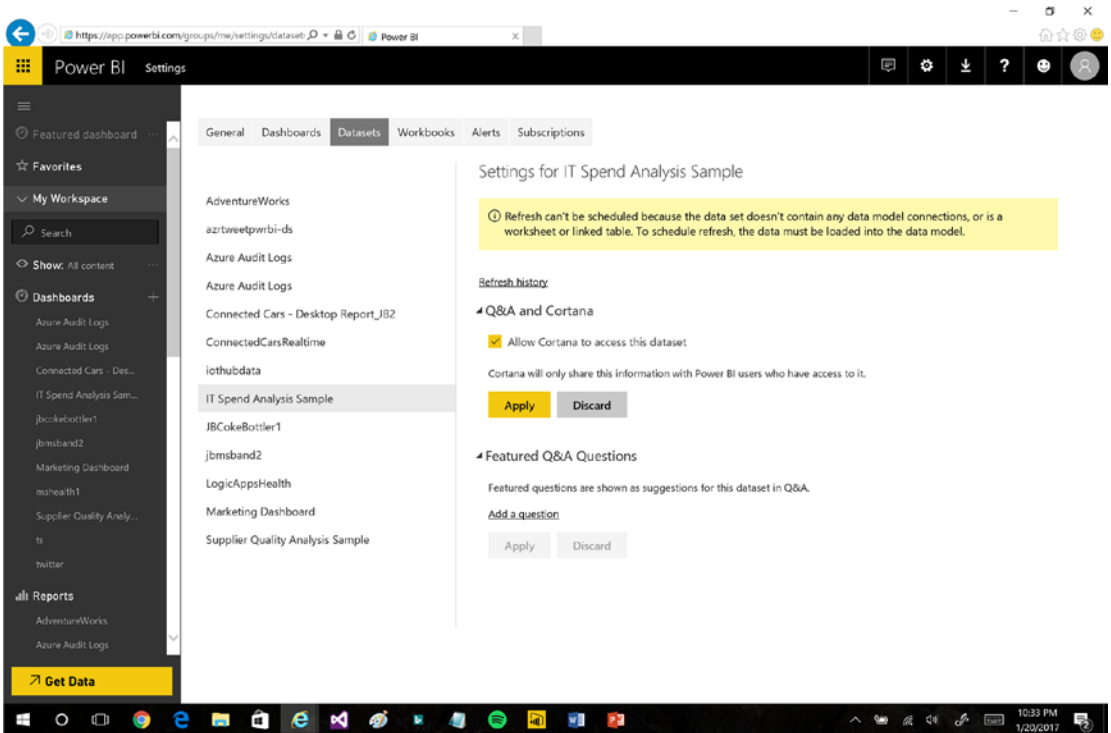 https://app.powerbi.com/groups/me/settings/dataset:
Power BI
Power BI Settings
Featured dashboard
Favorites
My Workspace
Search
Show: All content
Dashboards
Azure Audit Logs
Azure Audit Logs
Connected Cars - Des...
IT Spend Analysis Sam...
jbcokebottler1
jbmsband2
Marketing Dashboard
mshealth1
Supplier Quality Analy...
ts
twitter
Reports
AdventureWorks
Azure Audit Logs
Get Data
General Dashboards Datasets Workbooks Alerts Subscriptions
AdventureWorks
azrtweetpwrbi-ds
Azure Audit Logs
Azure Audit Logs
Connected Cars - Desktop Report_JB2
ConnectedCarsRealtime
iothubdata
IT Spend Analysis Sample
JBCokeBottler1
jbmsband2
LogicAppsHealth
Marketing Dashboard
Supplier Quality Analysis Sample
Settings for IT Spend Analysis Sample
Refresh can't be scheduled because the data set doesn't contain any data model connections, or is a
worksheet or linked table. To schedule refresh, the data must be loaded into the data model.
Refresh history
Q&A and Cortana
Allow Cortana to access this dataset
Cortana will only share this information with Power BI users who have access to it.
Apply Discard
Featured Q&A Questions
Featured questions are shown as suggestions for this dataset in Q&A.
Add a question
Apply Discard
10:33 PM
1/20/2017